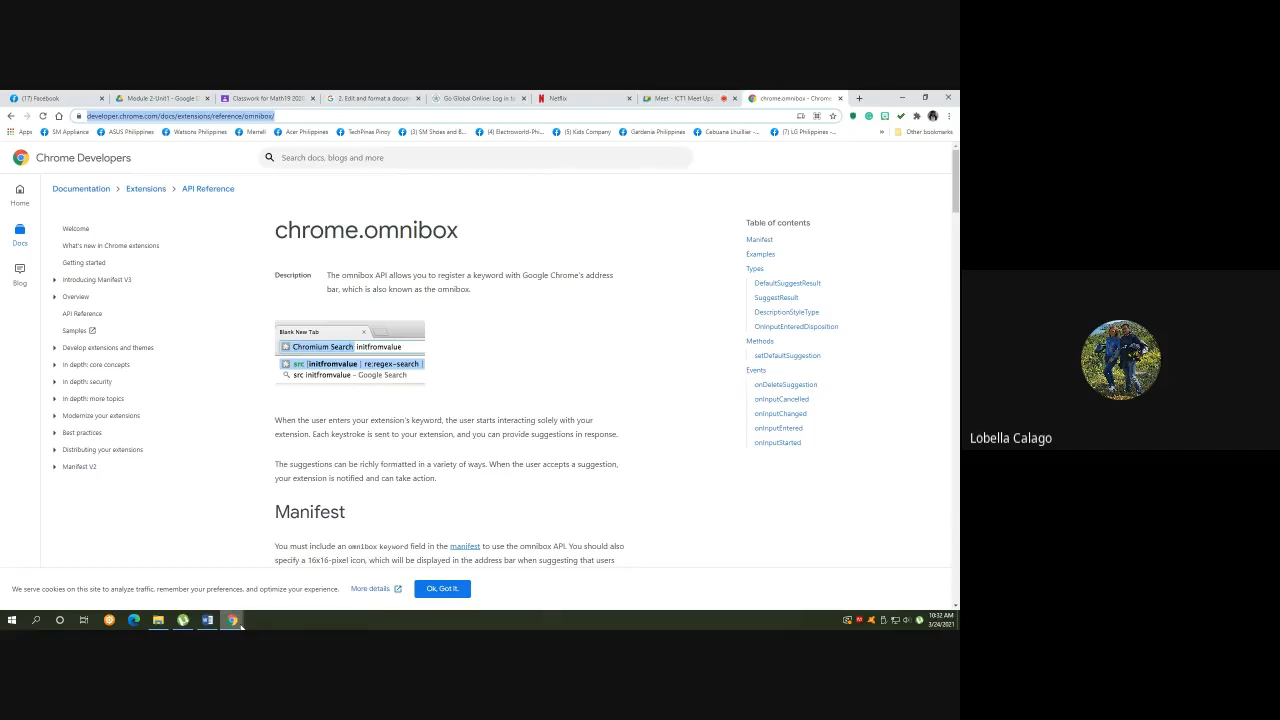 (17) Facebook
Module 2-Unit1 - Google D
Classwork for Math19 2020
2. Edit and format a docume
Go Global Online: Log in to
Netflix
Meet - ICT1 Meet Ups
chrome.omnibox - Chrome
developer.chrome.com/docs/extensions/reference/omnibox/
Apps
SM Appliance
ASUS Philippines
Watsons Philippines
Merrell
Acer Philippines
TechPinas Pinoy
(3) SM Shoes and B...
(4) Electroworld-Phi...
(5) Kids Company
Gardenia Philippines
Cebuana Lhuillier -...
(7) LG Philippines -...
»
Other bookmarks
Chrome Developers
Search docs, blogs and more
Documentation > Extensions > API Reference
Home
Docs
Blog
Welcome
What's new in Chrome extensions
Getting started
Introducing Manifest V3
Overview
API Reference
Samples
Develop extensions and themes
In depth: core concepts
In depth: security
In depth: more topics
Modernize your extensions
Best practices
Distributing your extensions
Manifest V2
chrome.omnibox
Description
The omnibox API allows you to register a keyword with Google Chrome's address
bar, which is also known as the omnibox.
Blank New Tab
Chromium Search initfromvalue
src initfromvalue | re:regex-search |
src initfromvalue - Google Search
When the user enters your extension's keyword, the user starts interacting solely with your
extension. Each keystroke is sent to your extension, and you can provide suggestions in response.
The suggestions can be richly formatted in a variety of ways. When the user accepts a suggestion,
your extension is notified and can take action.
Manifest
You must include an omnibox keyword field in the manifest to use the omnibox API. You should also
specify a 16x16-pixel icon, which will be displayed in the address bar when suggesting that users
Table of contents
Manifest
Examples
Types
DefaultSuggestResult
SuggestResult
DescriptionStyleType
OnInputEnteredDisposition
Methods
setDefaultSuggestion
Events
onDeleteSuggestion
onInputCancelled
onInputChanged
onInputEntered
onInputStarted
We serve cookies on this site to analyze traffic, remember your preferences, and optimize your experience.
More details
Ok, Got It.
10:32 AM
3/24/2021
Lobella Calago